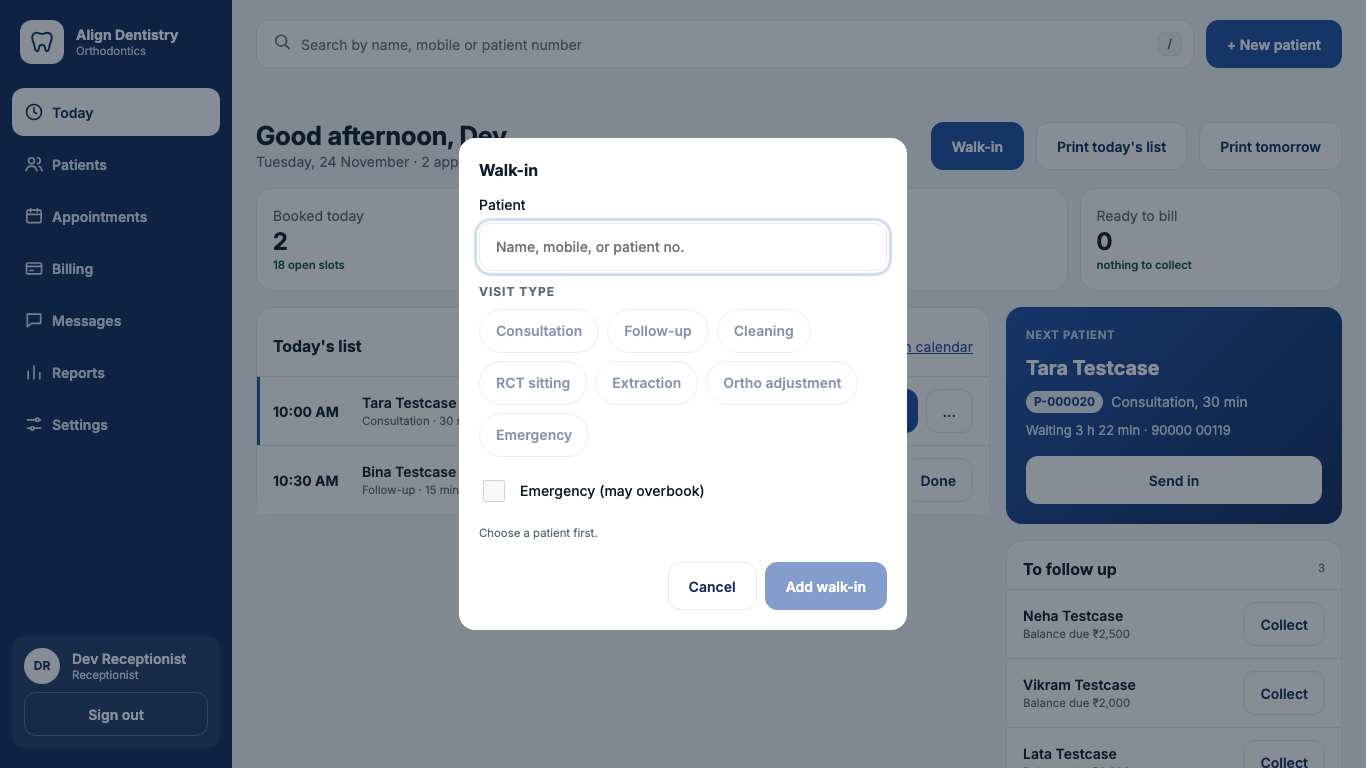 Align Dentistry
Orthodontics
Search by name, mobile or patient number
/
+ New patient
Today
Patients
Appointments
Billing
Messages
Reports
Settings
Good afternoon, Dev
Tuesday, 24 November · 2 app
Walk-in
Print today's list
Print tomorrow
Booked today
2
18 open slots
Ready to bill
0
nothing to collect
Today's list
calendar
10:00 AM
Tara Testcase
Consultation · 30
...
10:30 AM
Bina Testcase
Follow-up · 15 min
Done
Walk-in
Patient
Name, mobile, or patient no.
VISIT TYPE
Consultation
Follow-up
Cleaning
RCT sitting
Extraction
Ortho adjustment
Emergency
Emergency (may overbook)
Choose a patient first.
Cancel
Add walk-in
NEXT PATIENT
Tara Testcase
P-000020
Consultation, 30 min
Waiting 3 h 22 min · 90000 00119
Send in
To follow up
3
Neha Testcase
Balance due ₹2,500
Collect
Vikram Testcase
Balance due ₹2,000
Collect
Lata Testcase
Collect
DR
Dev Receptionist
Receptionist
Sign out